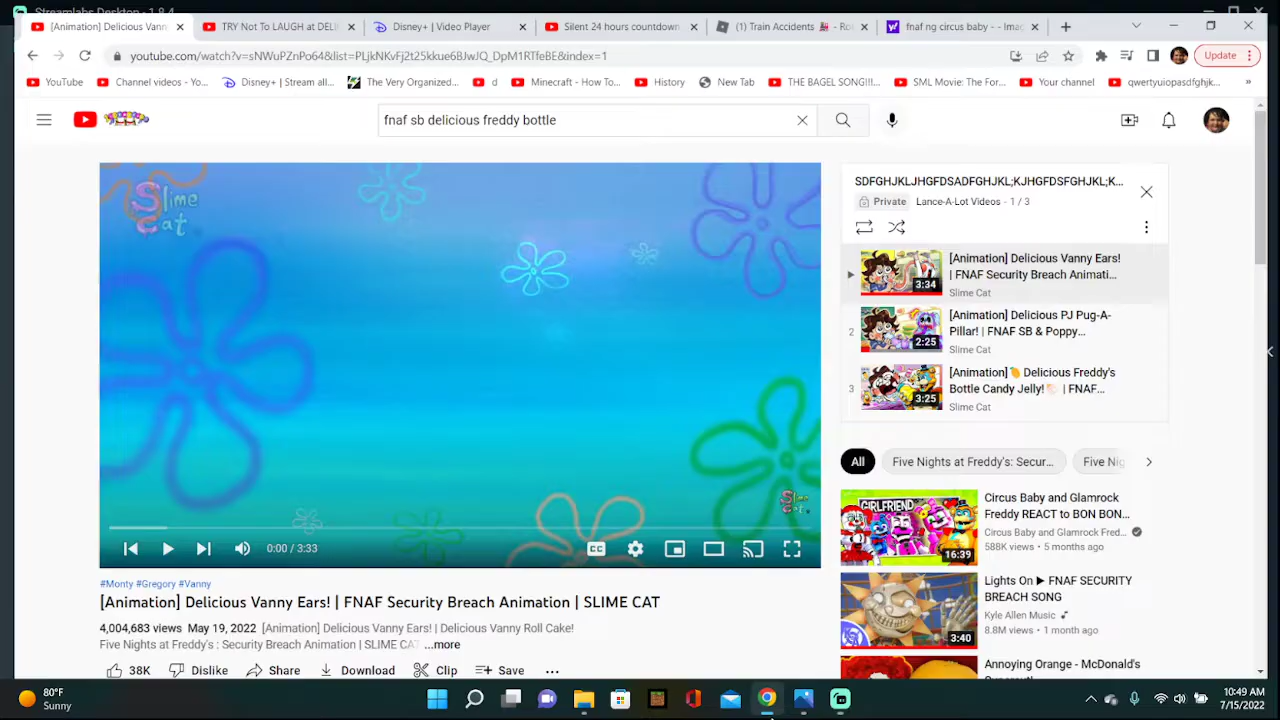 Streamlabs Desktop - 1.8.4
[Animation] Delicious Vanny
TRY Not To LAUGH at DELI
Disney+ | Video Player
Silent 24 hours countdown
(1) Train Accidents - Ro
fnaf ng circus baby - - Imag
youtube.com/watch?v=sNWuPZnPo64&list=PLjkNKvFj2t25kkue6BJwJO_DpM1RTfeBE&index=1
Update
YouTube
Channel videos - Yo...
Disney+ | Stream all...
The Very Organized...
d
Minecraft - How To...
History
New Tab
THE BAGEL SONG!!!...
SML Movie: The For...
Your channel
qwertyuiopasdfghjk...
»
fnaf sb delicious freddy bottle
Slime
Cat
SDFGHJKLJHGFDSADFGHJKL;KJHGFDSFGHJKL;K...
Private Lance-A-Lot Videos - 1 / 3
[Animation] Delicious Vanny Ears!
| FNAF Security Breach Animati...
Slime Cat
3:34
2
[Animation] Delicious PJ Pug-A-
Pillar! | FNAF SB & Poppy...
Slime Cat
2:25
3
[Animation]🍋 Delicious Freddy's
Bottle Candy Jelly!🍬 | FNAF...
Slime Cat
3:25
Slime
Cat
0:00 / 3:33
CC
All
Five Nights at Freddy's: Secur...
Five Nig
#Monty #Gregory #Vanny
[Animation] Delicious Vanny Ears! | FNAF Security Breach Animation | SLIME CAT
4,004,683 views May 19, 2022 [Animation] Delicious Vanny Ears! | Delicious Vanny Roll Cake!
Five Nights at Freddy's : Security Breach Animation | SLIME CAT ...more
38K
Dislike
Share
Download
Clip
Save
...
GIRLFRIEND
16:39
Circus Baby and Glamrock
Freddy REACT to BON BON...
Circus Baby and Glamrock Fred...
588K views • 5 months ago
3:40
Lights On ▶ FNAF SECURITY
BREACH SONG
Kyle Allen Music
8.8M views • 1 month ago
Annoying Orange - McDonald's
80°F
Sunny
10:49 AM
7/15/2022